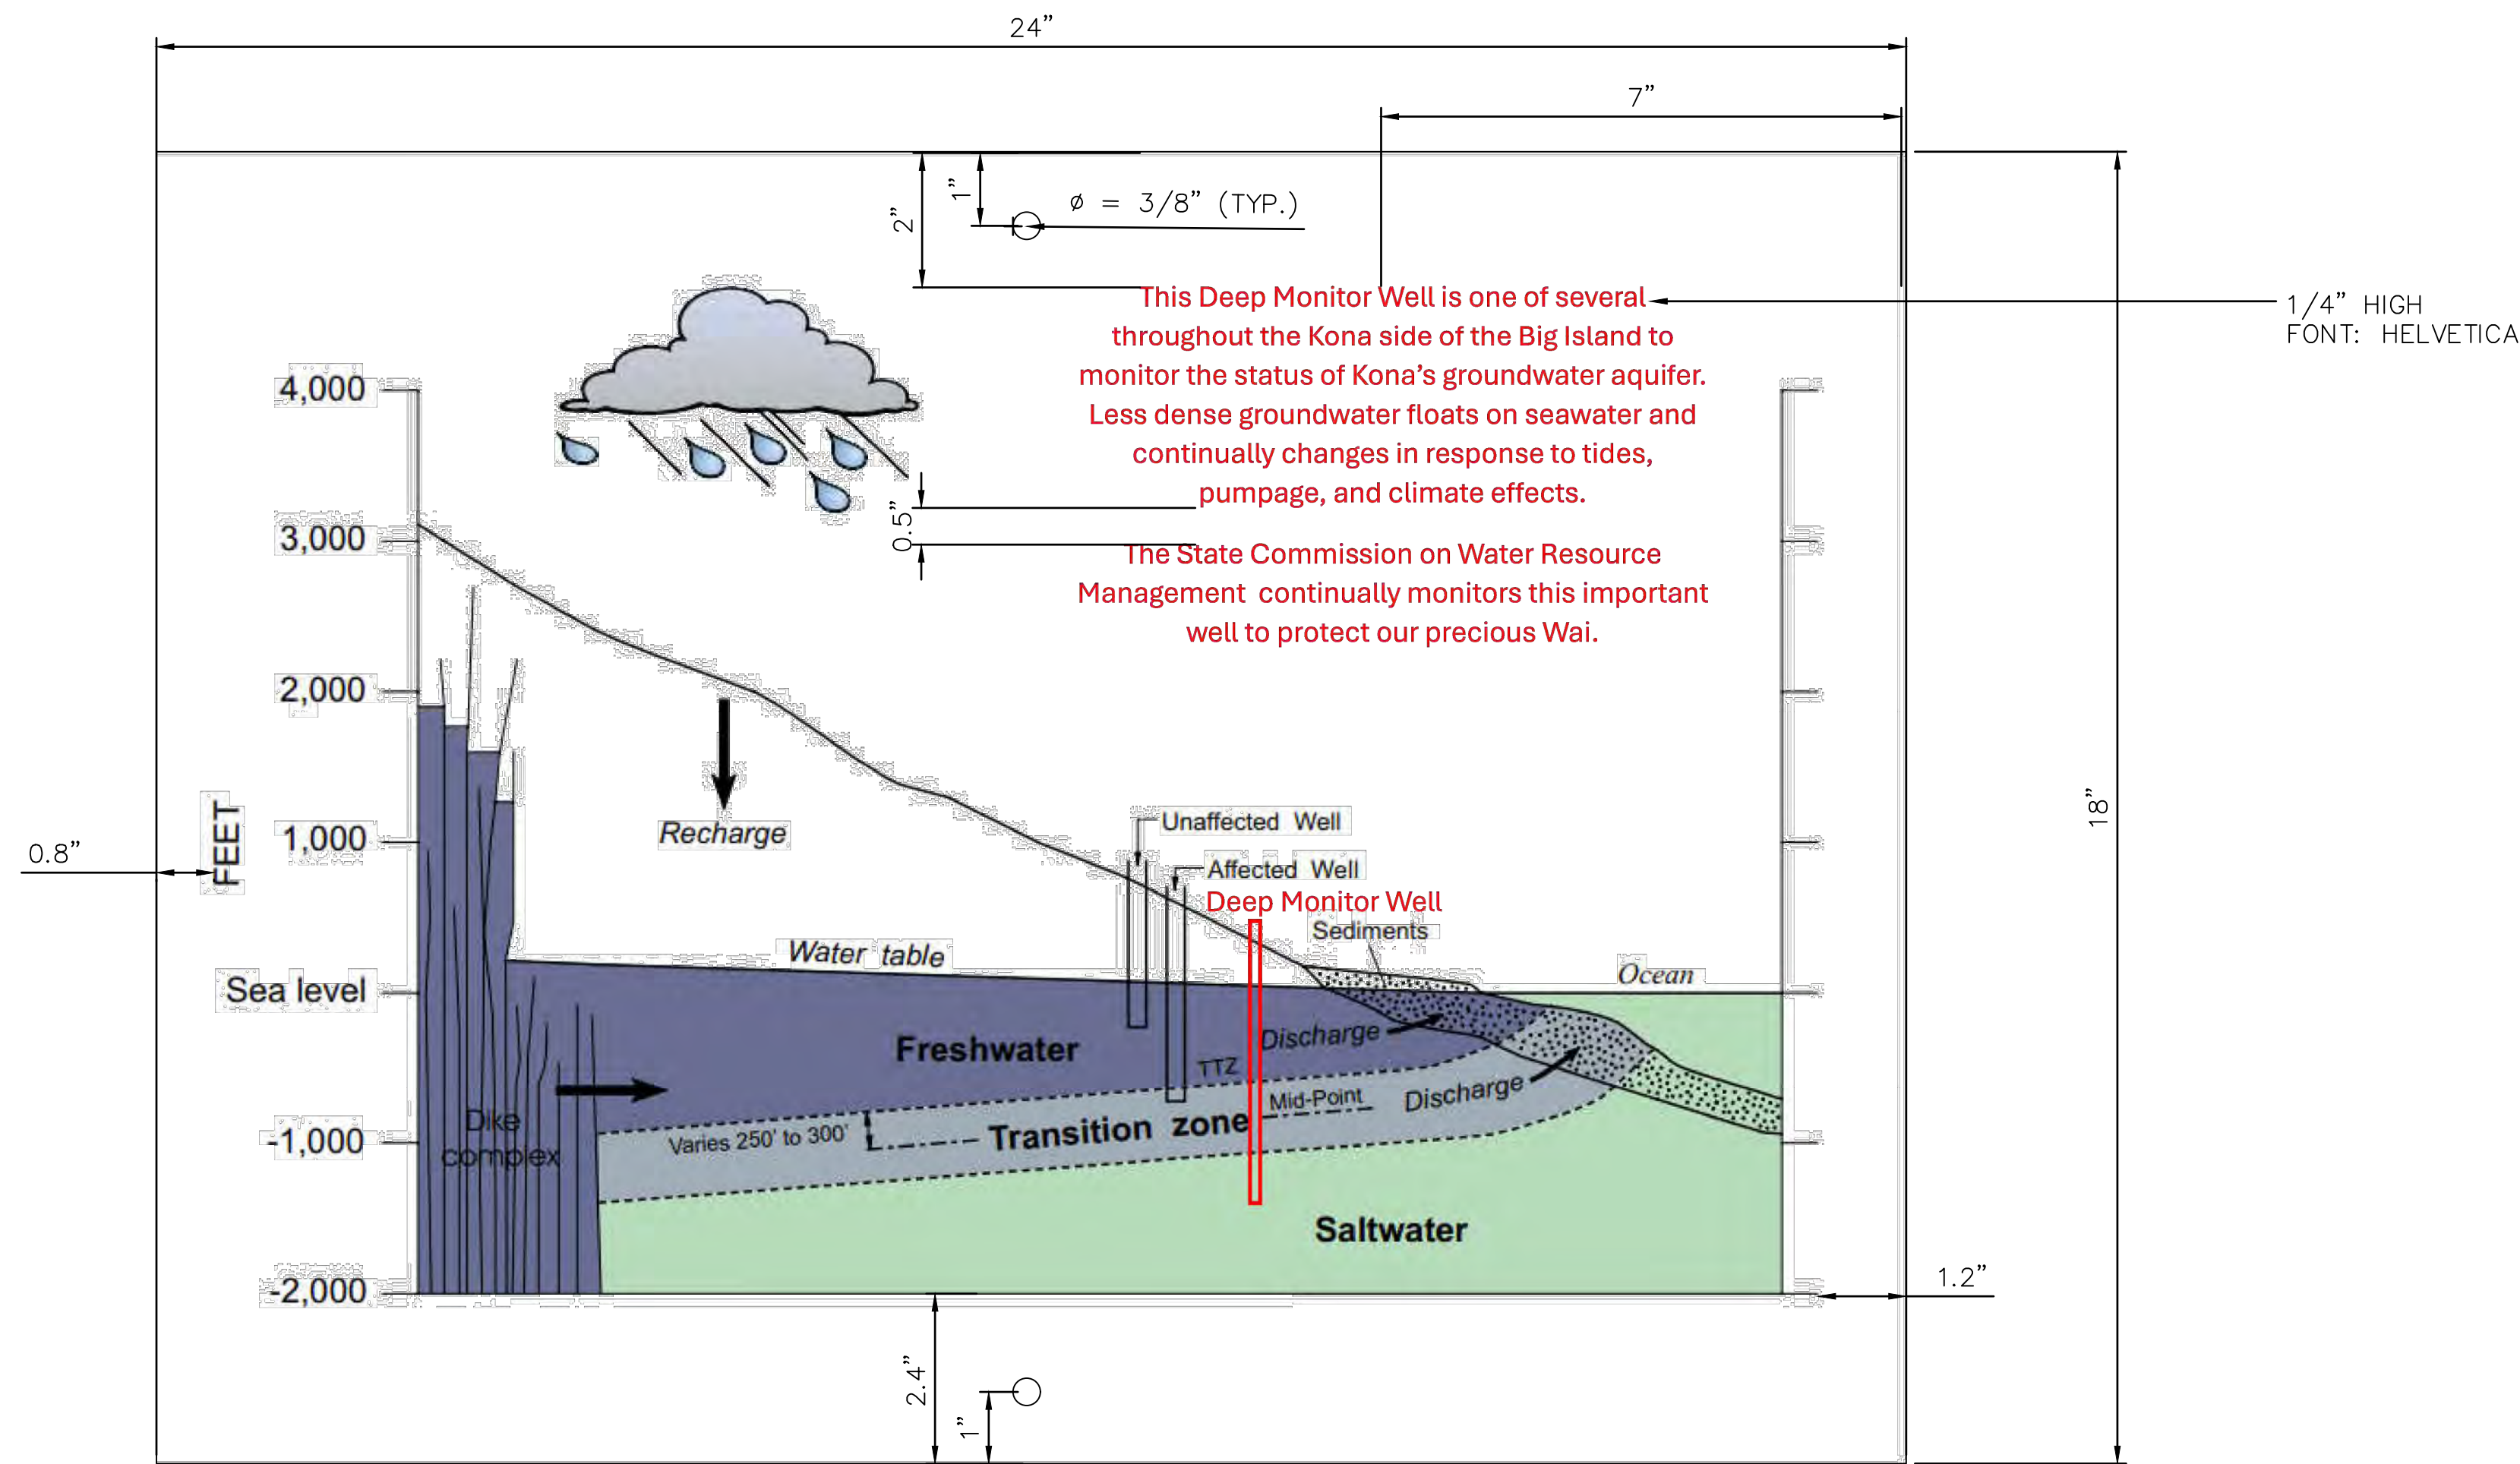 24"
7"
1"
2"
ø = 3/8" (TYP.)
This Deep Monitor Well is one of several
throughout the Kona side of the Big Island to
monitor the status of Kona's groundwater aquifer.
Less dense groundwater floats on seawater and
continually changes in response to tides,
pumpage, and climate effects.
1/4" HIGH
FONT: HELVETICA
0.5"
The State Commission on Water Resource
Management  continually monitors this important
well to protect our precious Wai.
4,000
3,000
2,000
1,000
Sea level
-1,000
-2,000
FEET
0.8"
18"
Recharge
Unaffected Well
Affected Well
Deep Monitor Well
Sediments
Water table
Ocean
Freshwater
Discharge
TTZ
Mid-Point
Discharge
Dike
complex
Varies 250' to 300'
Transition zone
Saltwater
1.2"
2.4"
1"